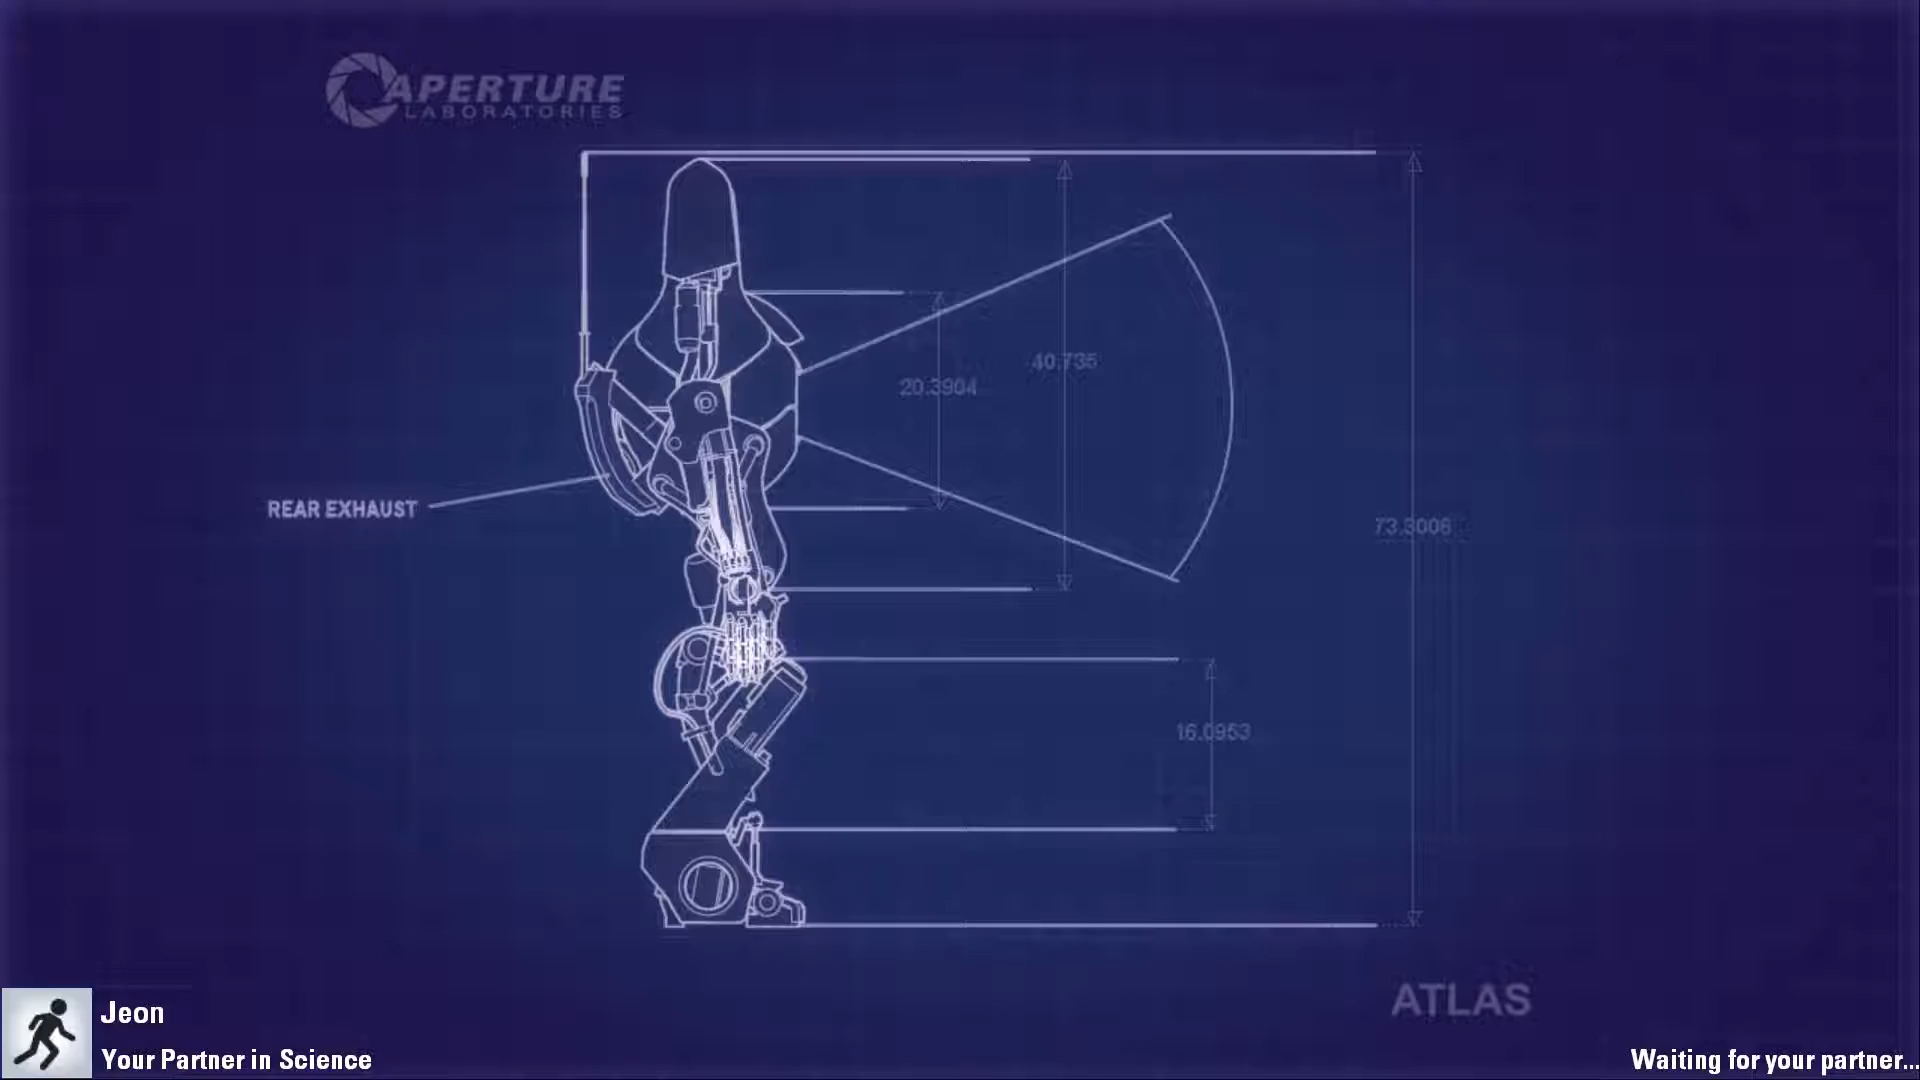 APERTURE
LABORATORIES
40.735
20.3904
REAR EXHAUST
73.3006
16.0953
ATLAS
Jeon
Your Partner in Science
Waiting for your partner...